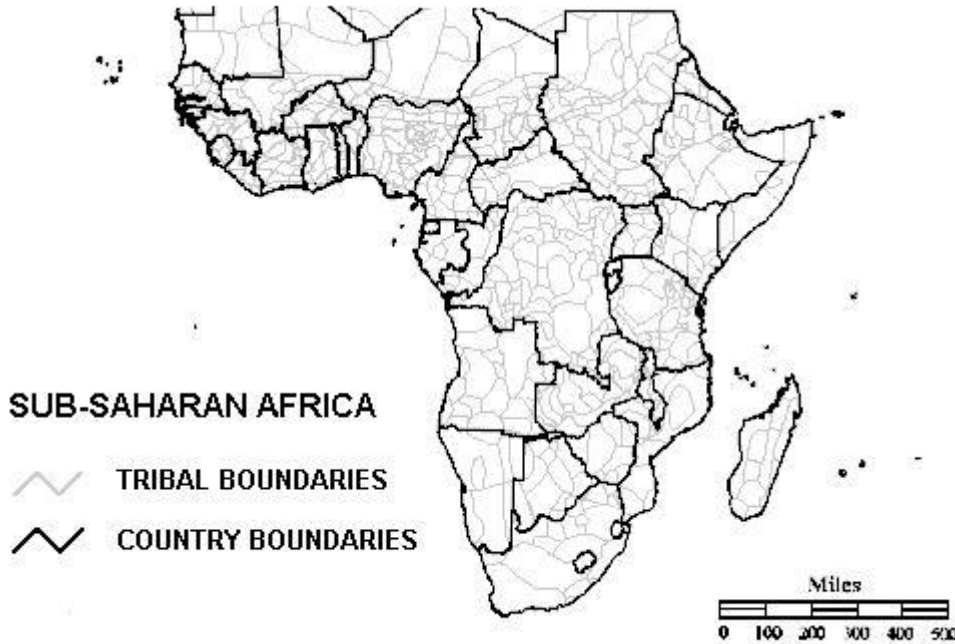 SUB-SAHARAN AFRICA
TRIBAL BOUNDARIES
COUNTRY BOUNDARIES
Miles
0 100 200 300 400 500